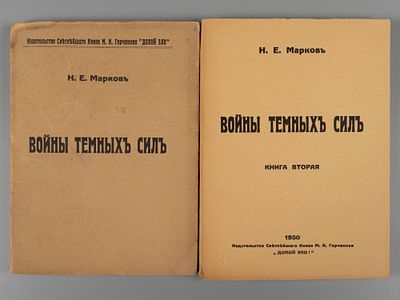 Издательство Свѣтлѣйшаго Князя М. К. Горчакова "ДОЛОЙ ЗЛО"
Н. Е. Марковъ
ВОЙНЫ ТЕМНЫХЪ СИЛЪ
Н. Е. Марковъ
ВОЙНЫ ТЕМНЫХЪ СИЛЪ
КНИГА ВТОРАЯ
1930
Издательство Свѣтлѣйшаго Князя М. К. Горчакова
„ДОЛОЙ ЗЛО!"